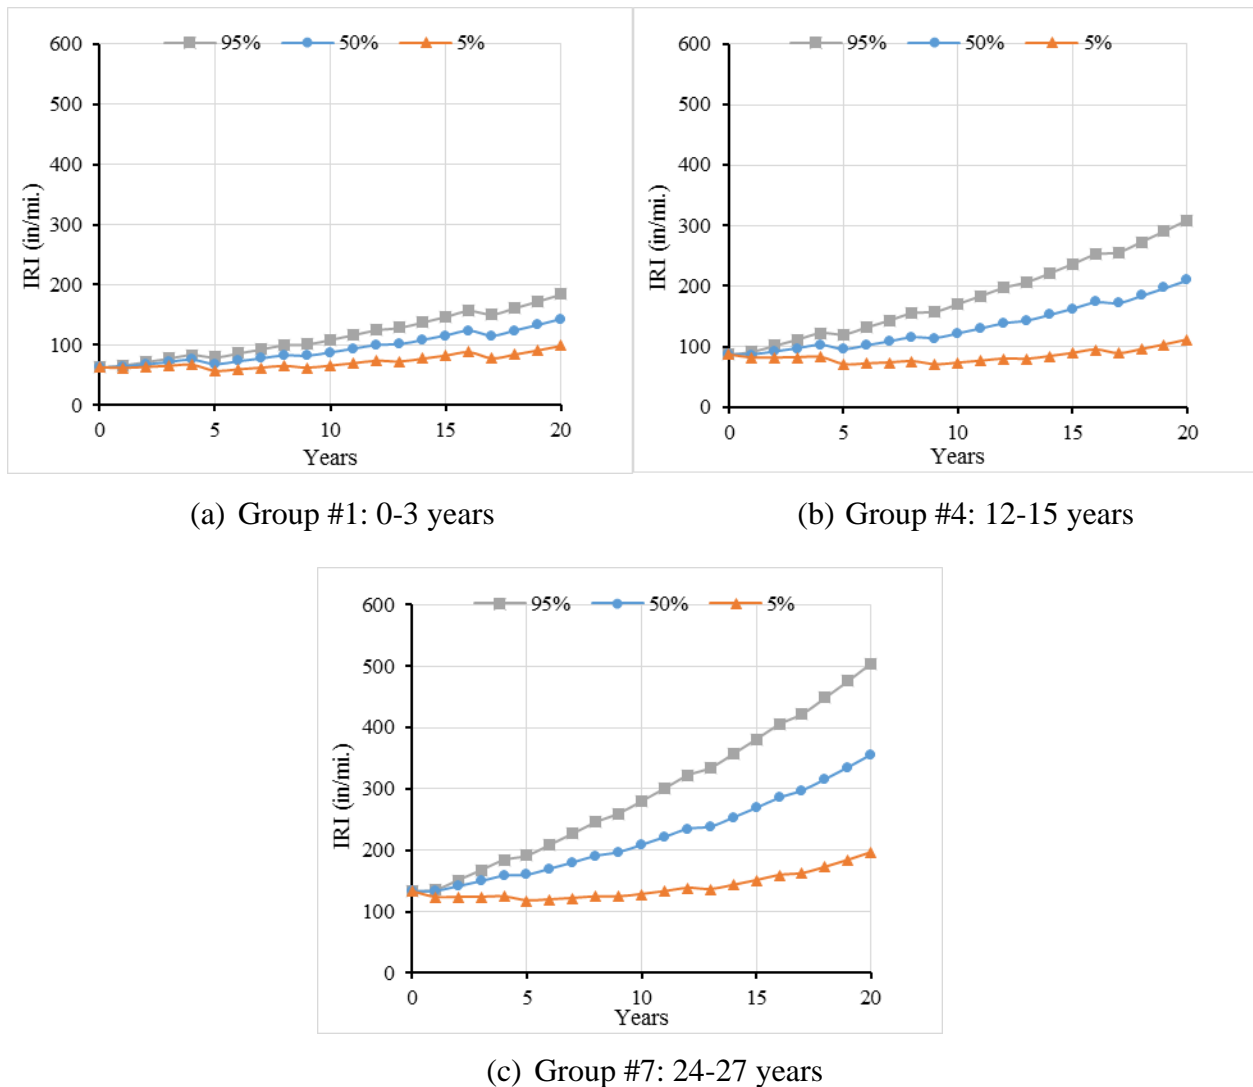 95% 50% 5%
600
500
400
300
200
100
0
IRI (in/mi.)
0 5 10 15 20
Years
(a) Group #1: 0-3 years
95% 50% 5%
600
500
400
300
200
100
0
IRI (in/mi.)
0 5 10 15 20
Years
(b) Group #4: 12-15 years
95% 50% 5%
600
500
400
300
200
100
0
IRI (in/mi.)
0 5 10 15 20
Years
(c) Group #7: 24-27 years